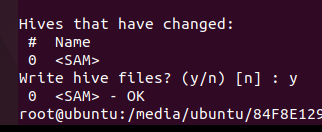 Hives that have changed:
 #  Name
 0  <SAM>
Write hive files? (y/n) [n] : y
 0  <SAM> - OK
root@ubuntu:/media/ubuntu/84F8E129